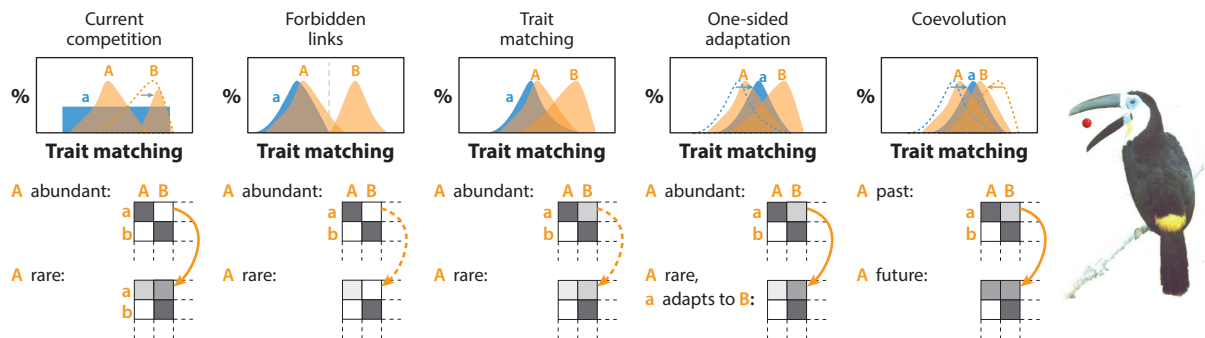 Current
competition
Forbidden
links
Trait
matching
One-sided
adaptation
Coevolution
%
A
B
a
Trait matching
%
A
B
a
Trait matching
%
A
B
a
Trait matching
%
A
a
B
Trait matching
%
A
a
B
Trait matching
A abundant:
A B
a
b
A abundant:
A B
a
b
A abundant:
A B
a
b
A abundant:
A B
a
b
A past:
A B
a
b
A rare:
a
b
A rare:
A rare:
A rare,
a adapts to B:
A future: